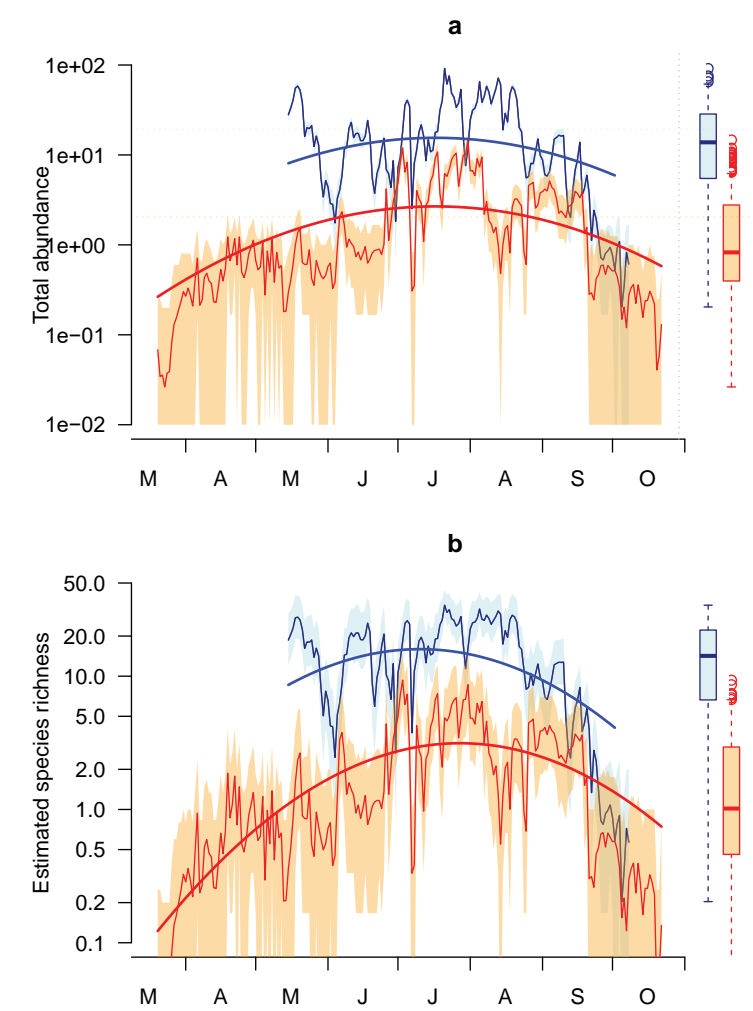 a
1e+02
1e+01
1e+00
1e−01
1e−02
Total abundance
M A M J J A S O
b
50.0
20.0
10.0
5.0
2.0
1.0
0.5
0.2
0.1
Estimated species richness
M A M J J A S O